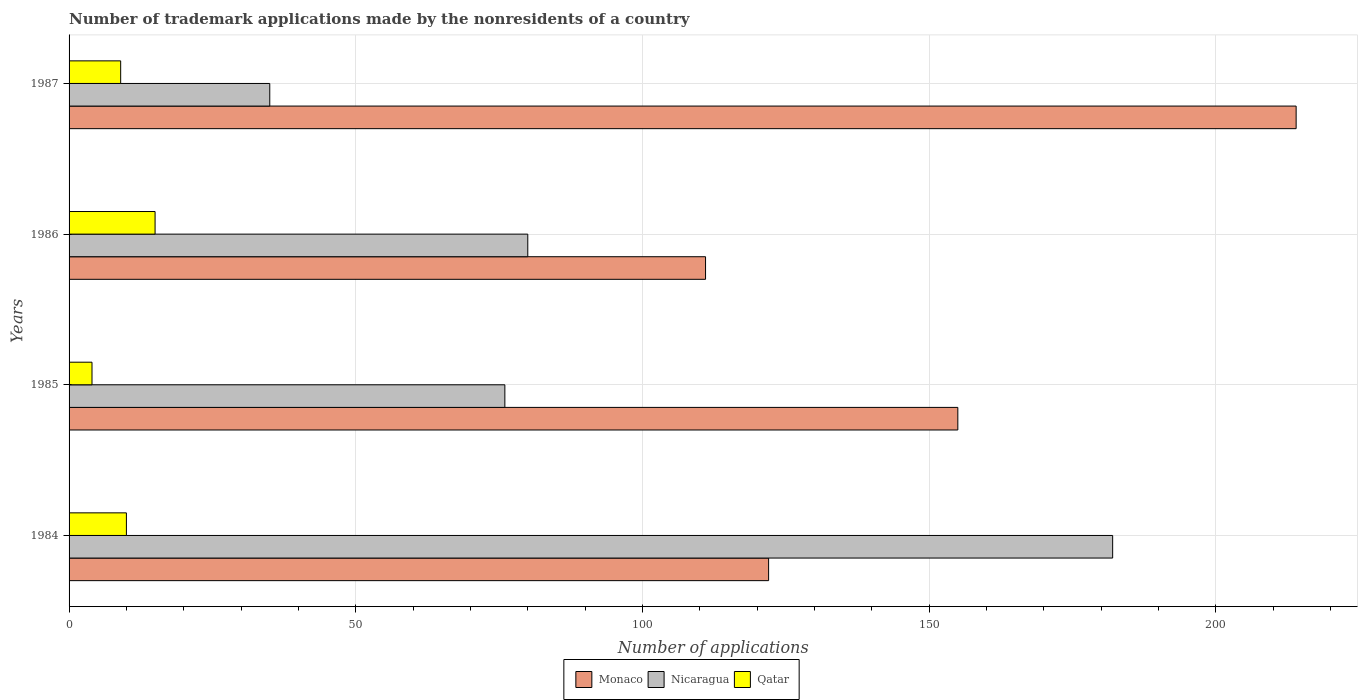 Number of trademark applications made by the nonresidents of a country
Years
1987
1986
1985
1984
0
50
100
150
200
Number of applications
Monaco
Nicaragua
Qatar